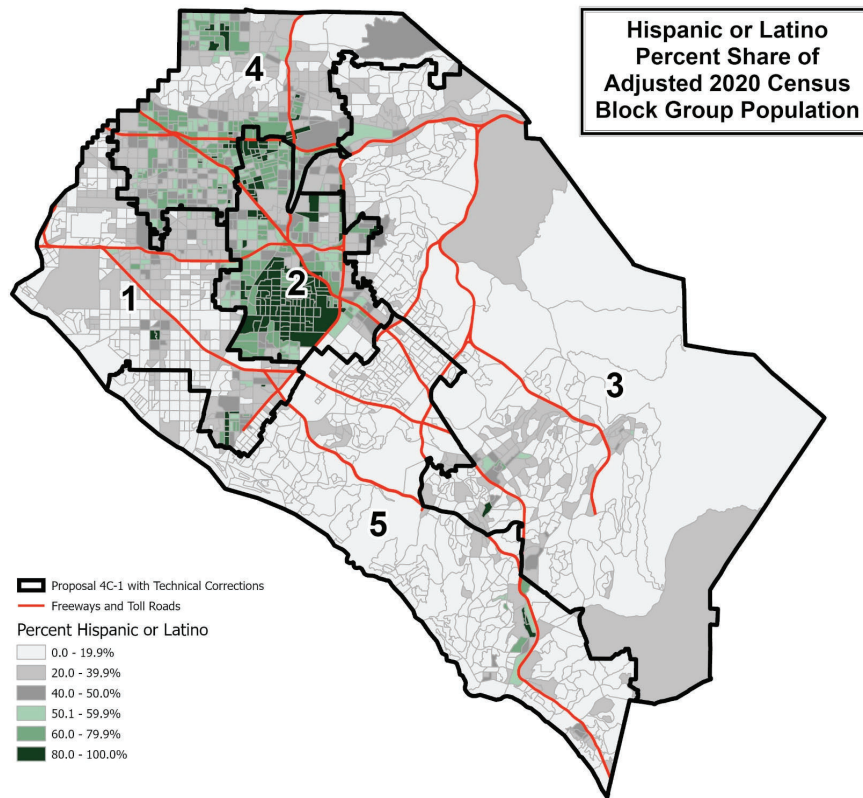 Hispanic or Latino
Percent Share of
Adjusted 2020 Census
Block Group Population
4
2
1
3
5
Proposal 4C-1 with Technical Corrections
Freeways and Toll Roads
Percent Hispanic or Latino
0.0 - 19.9%
20.0 - 39.9%
40.0 - 50.0%
50.1 - 59.9%
60.0 - 79.9%
80.0 - 100.0%